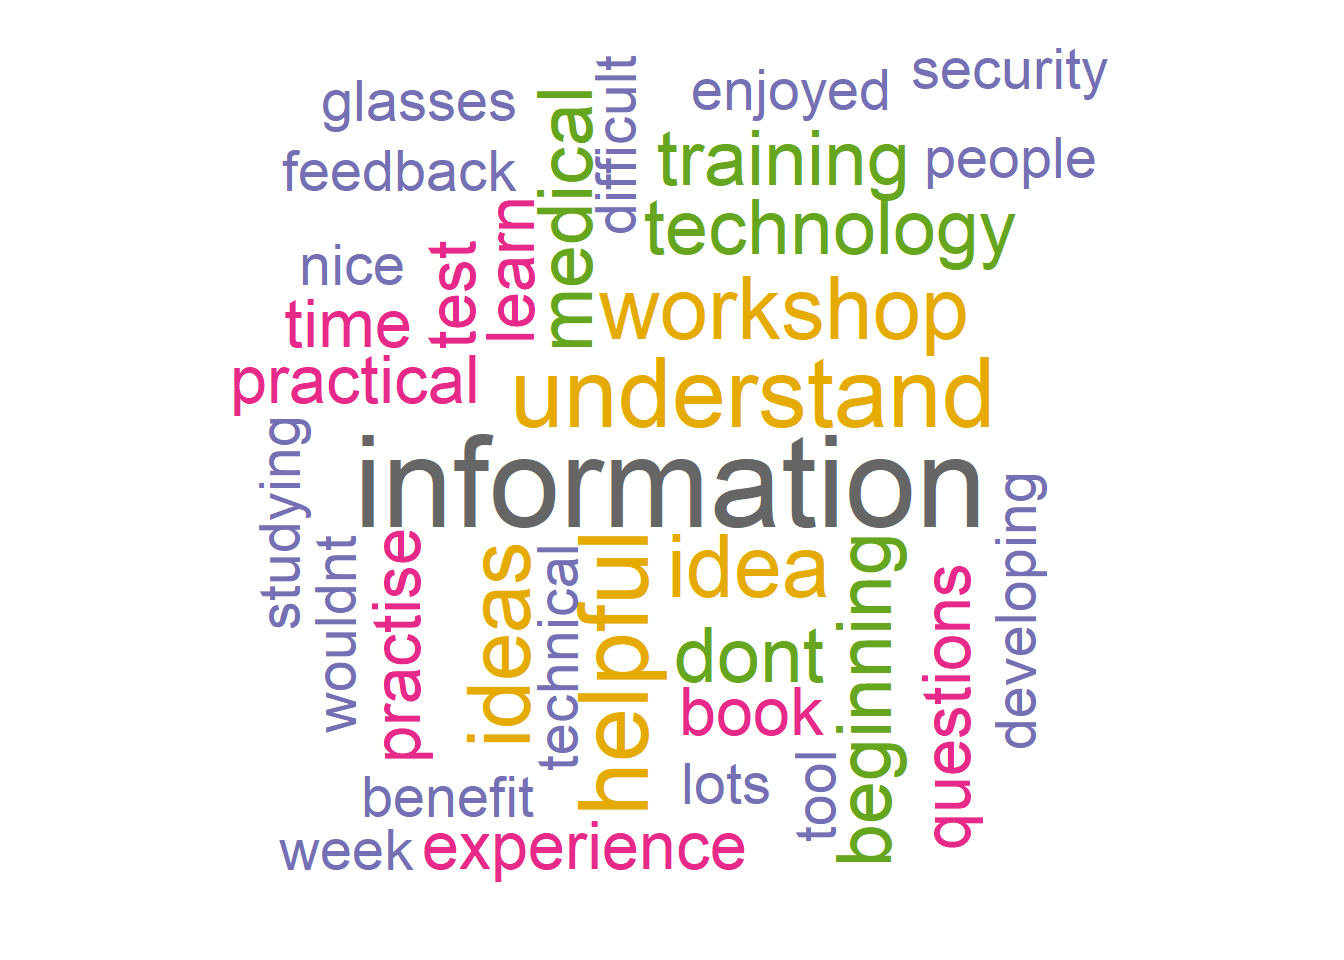 security
enjoyed
glasses
difficult
medical
training
people
feedback
learn
technology
test
nice
workshop
time
practical
understand
studying
information
developing
wouldnt
practise
ideas
technical
helpful
idea
beginning
questions
dont
book
tool
lots
benefit
week
experience